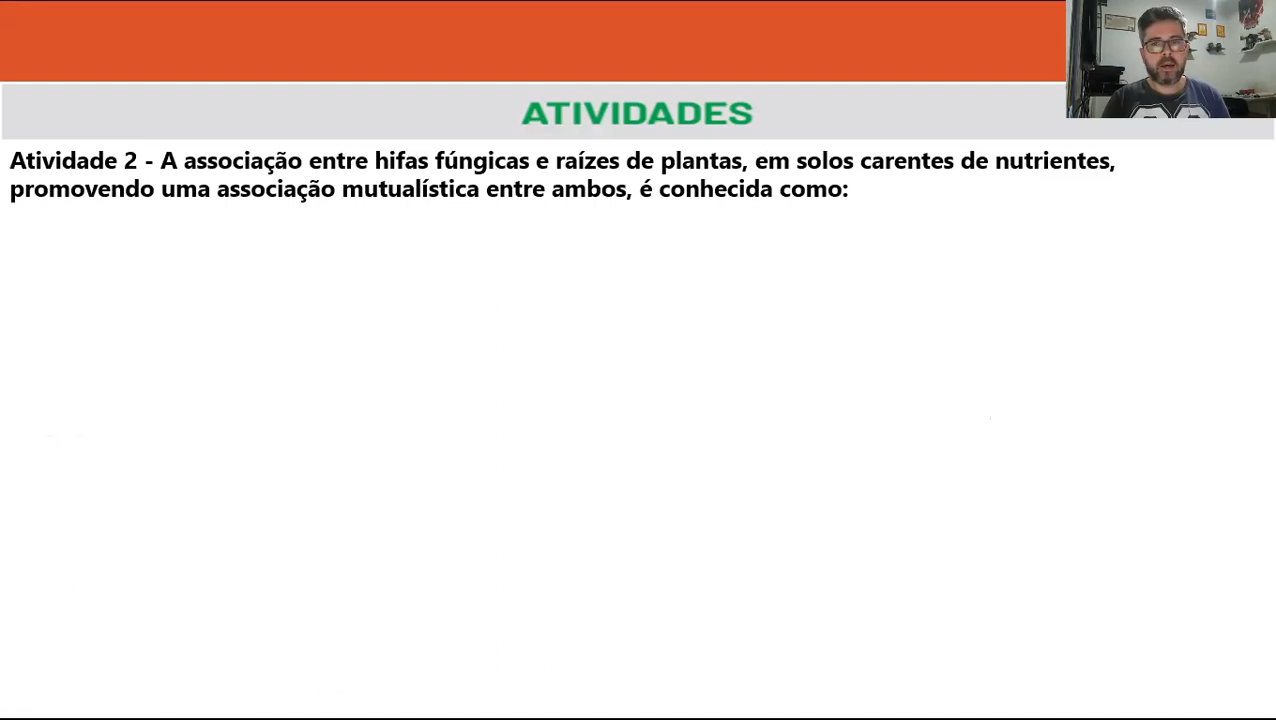 ATIVIDADES
Atividade 2 - A associação entre hifas fúngicas e raízes de plantas, em solos carentes de nutrientes,
promovendo uma associação mutualística entre ambos, é conhecida como: